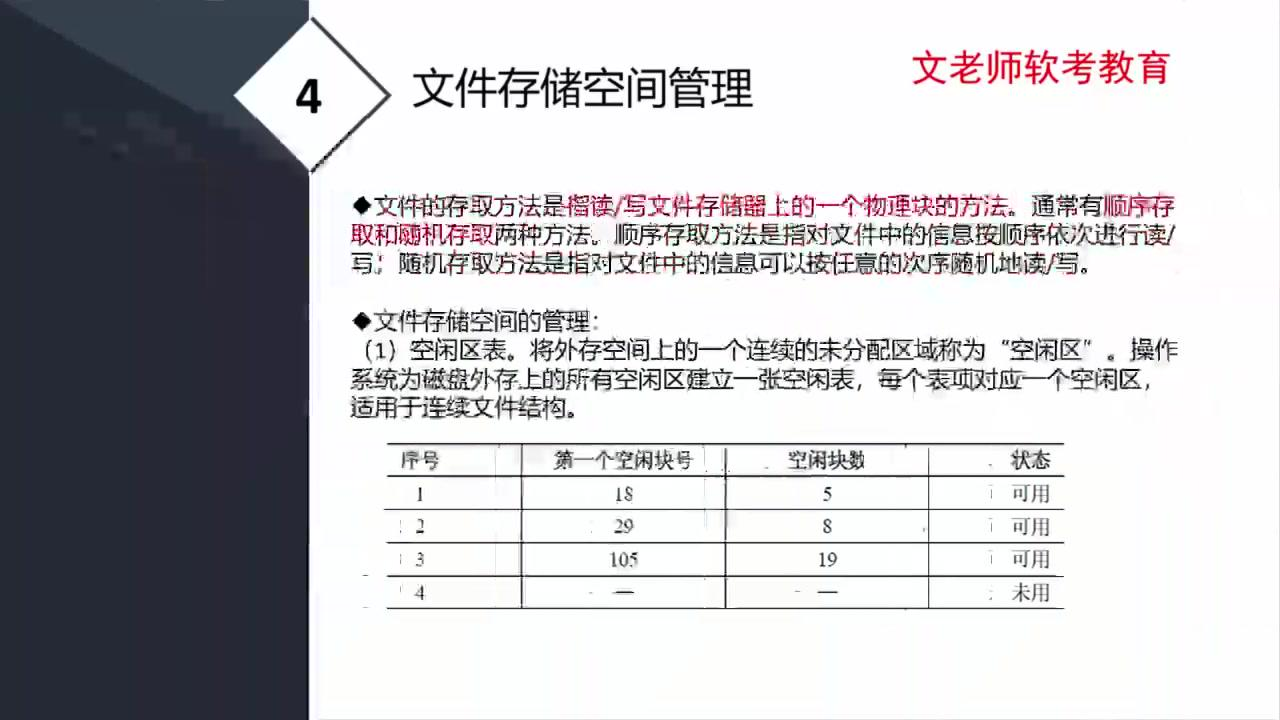 4
文件存储空间管理
文老师软考教育
◆文件的存取方法是指读/写文件存储器上的一个物理块的方法。通常有顺序存
取和随机存取两种方法。顺序存取方法是指对文件中的信息按顺序依次进行读/
写；随机存取方法是指对文件中的信息可以按任意的次序随机地读/写。
◆文件存储空间的管理：
（1）空闲区表。将外存空间上的一个连续的未分配区域称为“空闲区”。操作
系统为磁盘外存上的所有空闲区建立一张空闲表，每个表项对应一个空闲区，
适用于连续文件结构。
序号 第一个空闲块号 空闲块数 状态
1 18 5 可用
2 29 8 可用
3 105 19 可用
4 — — 未用